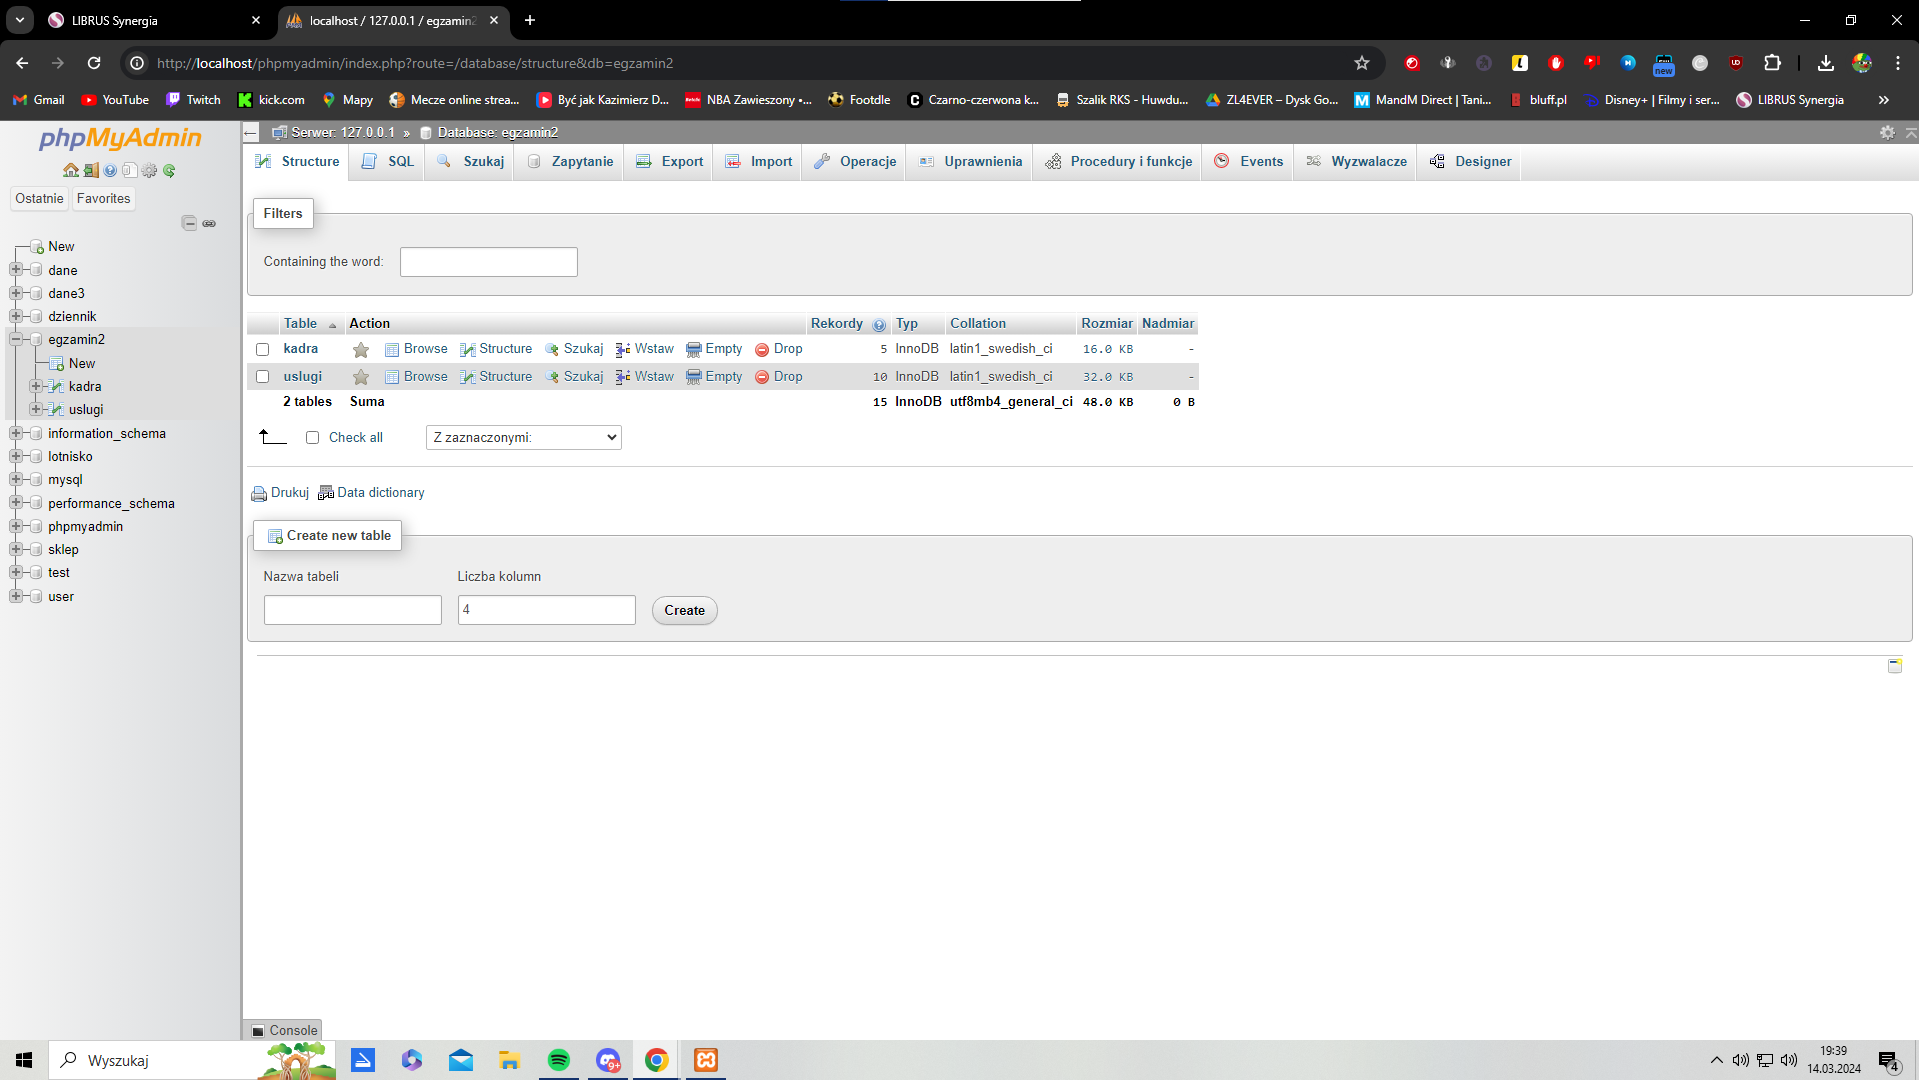 LIBRUS Synergia
localhost / 127.0.0.1 / egzamin2
http://localhost/phpmyadmin/index.php?route=/database/structure&db=egzamin2
new
Gmail YouTube Twitch kick.com Mapy Mecze online strea... Być jak Kazimierz D... NBA Zawieszony •... Footdle Czarno-czerwona k... Szalik RKS - Huwdu... ZL4EVER – Dysk Go... MandM Direct | Tani... bluff.pl Disney+ | Filmy i ser... LIBRUS Synergia
phpMyAdmin
Ostatnie Favorites
New
dane
dane3
dziennik
egzamin2
New
kadra
uslugi
information_schema
lotnisko
mysql
performance_schema
phpmyadmin
sklep
test
user
Serwer: 127.0.0.1 » Database: egzamin2
Structure SQL Szukaj Zapytanie Export Import Operacje Uprawnienia Procedury i funkcje Events Wyzwalacze Designer
Filters
Containing the word:
Table Action Rekordy Typ Collation Rozmiar Nadmiar
kadra Browse Structure Szukaj Wstaw Empty Drop 5 InnoDB latin1_swedish_ci 16.0 KB -
uslugi Browse Structure Szukaj Wstaw Empty Drop 10 InnoDB latin1_swedish_ci 32.0 KB -
2 tables Suma 15 InnoDB utf8mb4_general_ci 48.0 KB 0 B
Check all Z zaznaczonymi:
Drukuj Data dictionary
Create new table
Nazwa tabeli Liczba kolumn
4 Create
Console
Wyszukaj
9+
19:39
14.03.2024
4